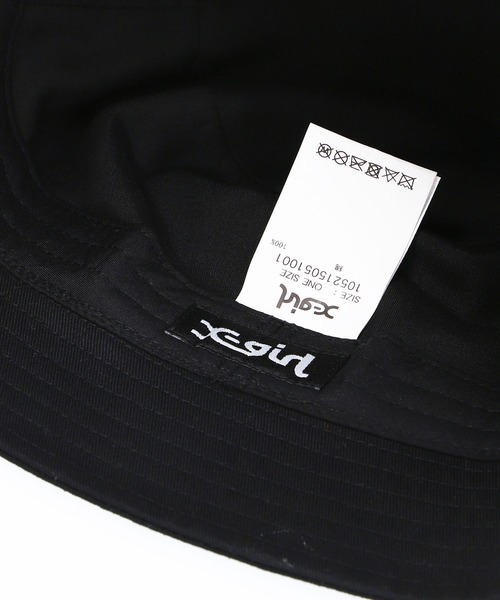 X-girl
X-girl
SIZE : ONE SIZE
105215051001
綿 100%